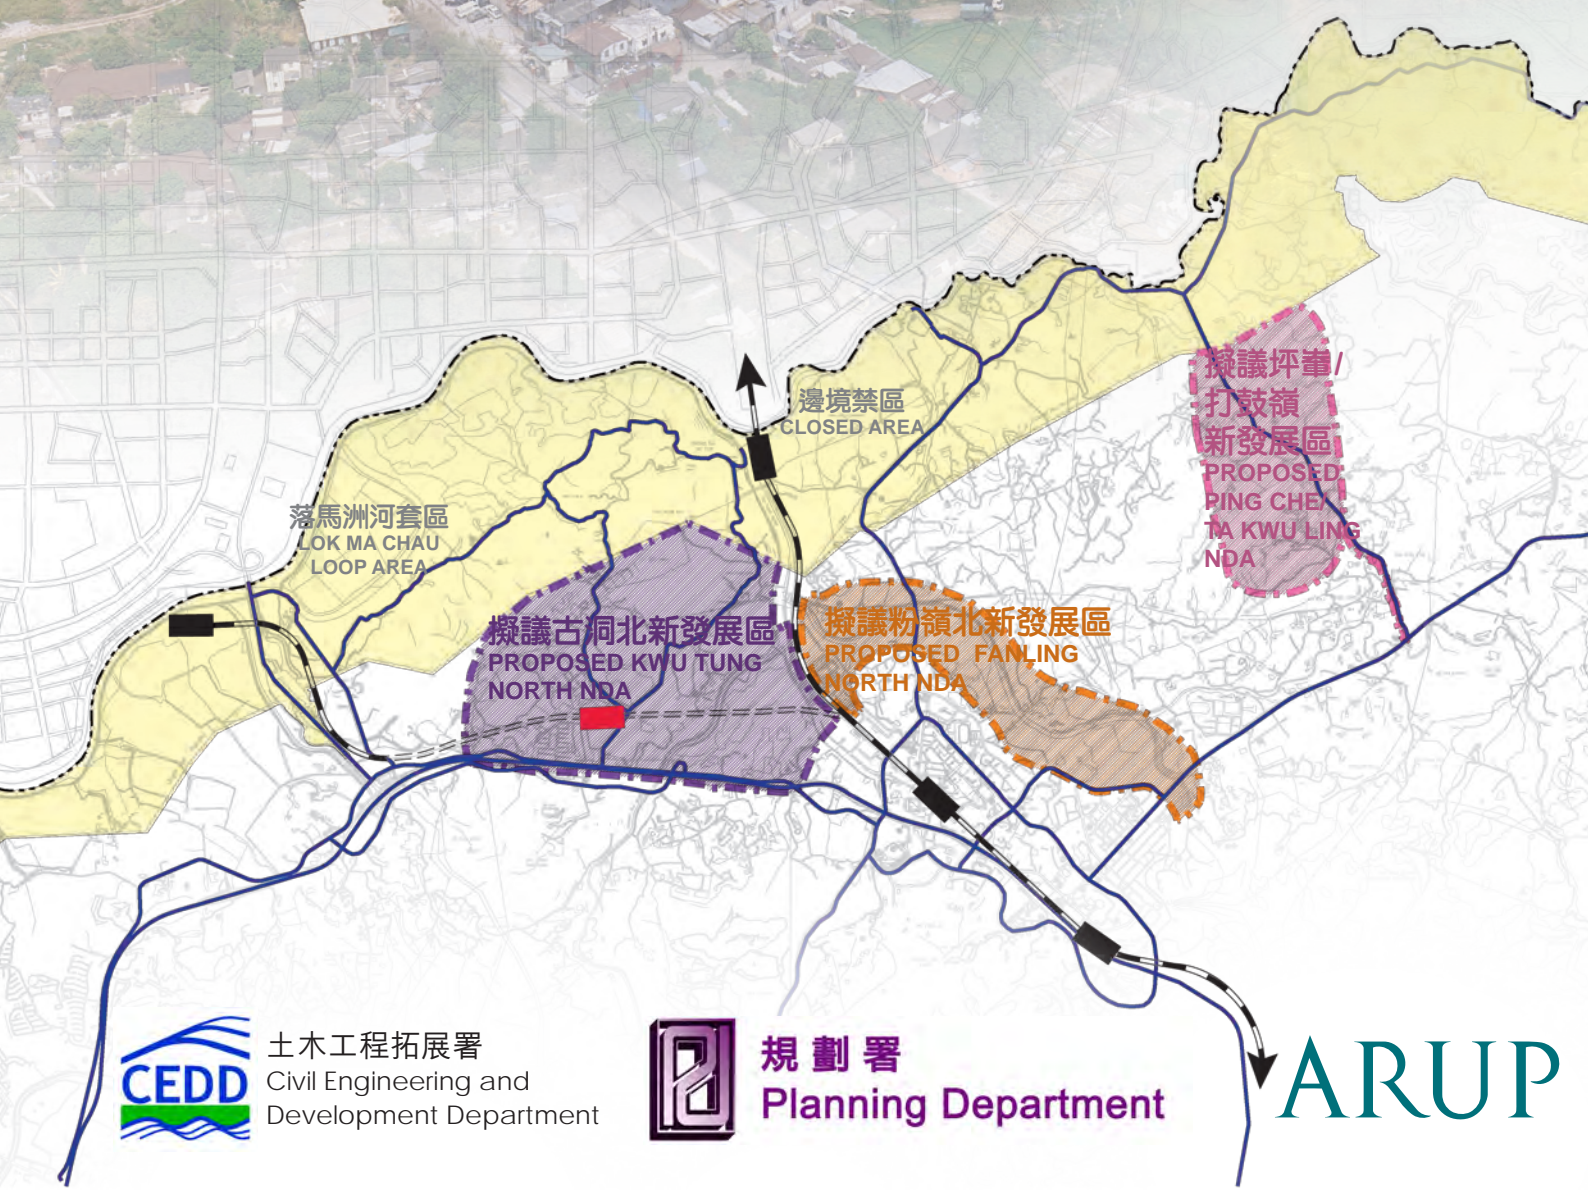 邊境禁區
CLOSED AREA
擬議坪輋/
打鼓嶺
新發展區
PROPOSED
PING CHE/
TA KWU LING
NDA
落馬洲河套區
LOK MA CHAU
LOOP AREA
擬議古洞北新發展區
PROPOSED KWU TUNG
NORTH NDA
擬議粉嶺北新發展區
PROPOSED FANLING
NORTH NDA
CEDD
土木工程拓展署
Civil Engineering and
Development Department
規劃署
Planning Department
ARUP